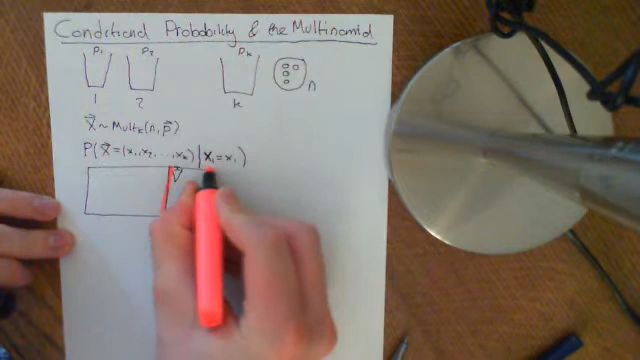 Conditional Probability & the Multinomial
P₁ P₂ Pₖ
n
1 2 k
X⃗ ~ Multₖ(n, p⃗)
P(X⃗ = (x₁, x₂, ..., xₖ) | X₁ = x₁)